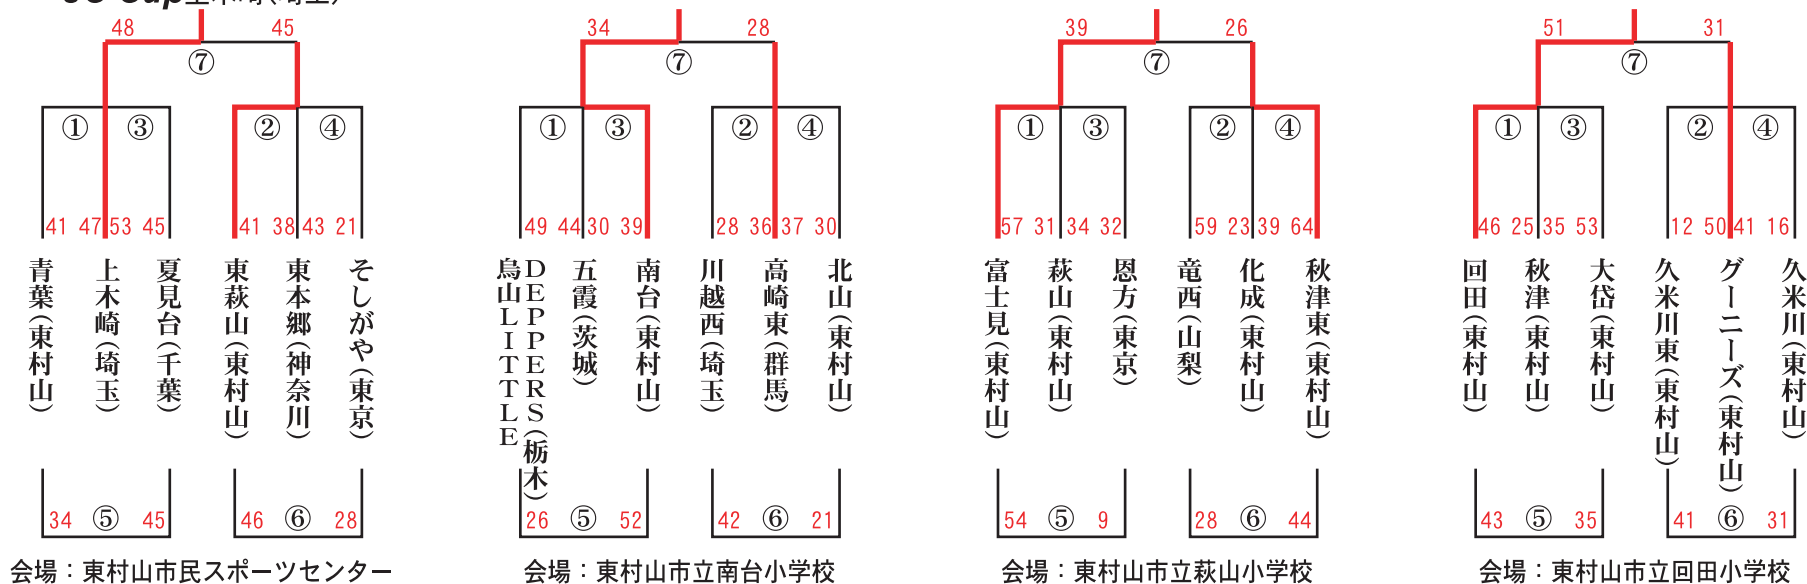 48 45
⑦
① ③ ② ④
41 47 53 45 41 38 43 21
青葉(東村山)
上木崎(埼玉)
夏見台(千葉)
東萩山(東村山)
東本郷(神奈川)
そしがや(東京)
34 ⑤ 45 46 ⑥ 28
会場：東村山市民スポーツセンター
34 28
⑦
① ③ ② ④
49 44 30 39 28 36 37 30
烏山LITTLE
DEPPERS(栃木)
五霞(茨城)
南台(東村山)
川越西(埼玉)
高崎東(群馬)
北山(東村山)
26 ⑤ 52 42 ⑥ 21
会場：東村山市立南台小学校
39 26
⑦
① ③ ② ④
57 31 34 32 59 23 39 64
富士見(東村山)
萩山(東村山)
恩方(東京)
竜西(山梨)
化成(東村山)
秋津東(東村山)
54 ⑤ 9 28 ⑥ 44
会場：東村山市立萩山小学校
51 31
⑦
① ③ ② ④
46 25 35 53 12 50 41 16
回田(東村山)
秋津(東村山)
大岱(東村山)
久米川東(東村山)
グーニーズ(東村山)
久米川(東村山)
43 ⑤ 35 41 ⑥ 31
会場：東村山市立回田小学校